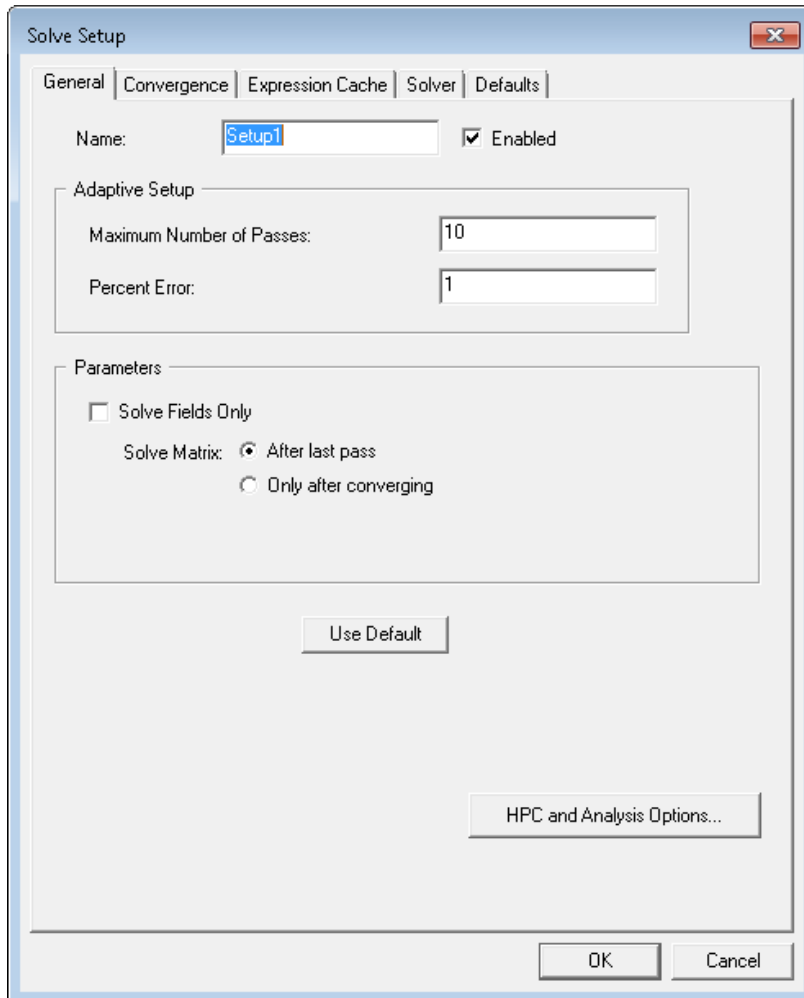 Solve Setup
General Convergence Expression Cache Solver Defaults
Name: Setup1 Enabled
Adaptive Setup
Maximum Number of Passes: 10
Percent Error: 1
Parameters
Solve Fields Only
Solve Matrix: After last pass
Only after converging
Use Default
HPC and Analysis Options...
OK Cancel